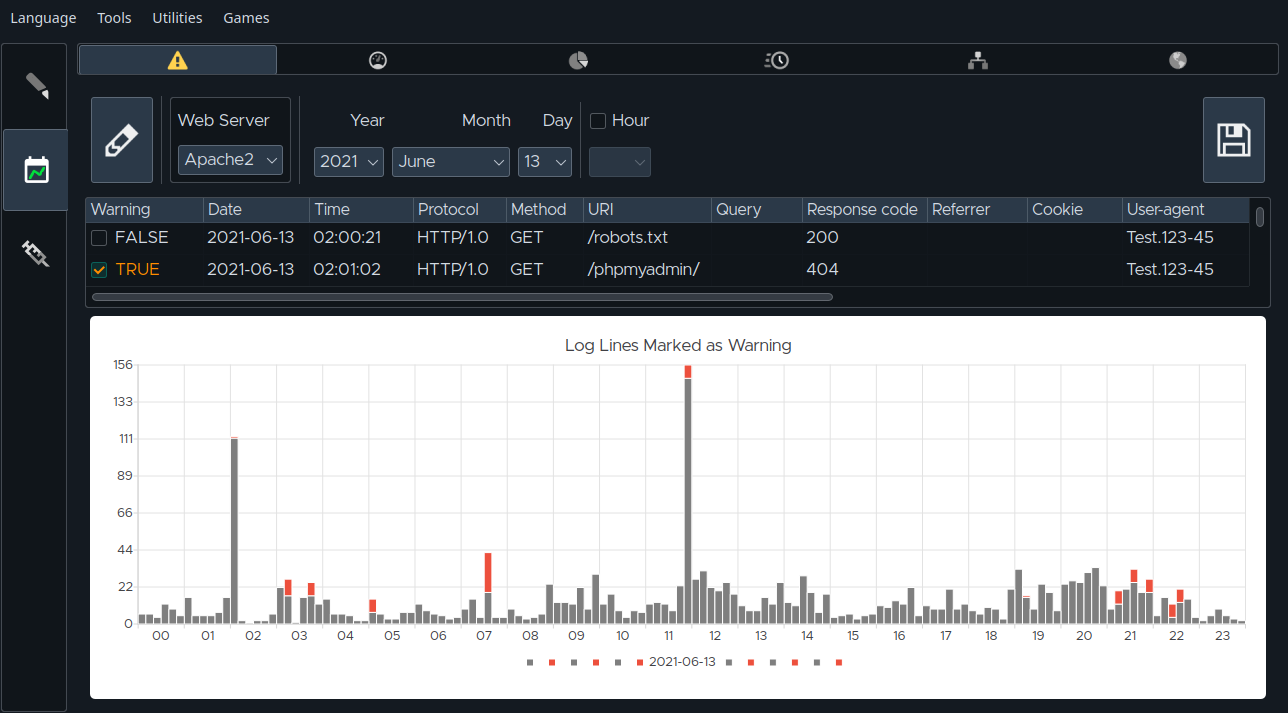 Language Tools Utilities Games
Web Server
Year Month Day Hour
Apache2 2021 June 13
Warning Date Time Protocol Method URI Query Response code Referrer Cookie User-agent
FALSE 2021-06-13 02:00:21 HTTP/1.0 GET /robots.txt 200 Test.123-45
TRUE 2021-06-13 02:01:02 HTTP/1.0 GET /phpmyadmin/ 404 Test.123-45
Log Lines Marked as Warning
156
133
111
89
66
44
22
0
00 01 02 03 04 05 06 07 08 09 10 11 12 13 14 15 16 17 18 19 20 21 22 23
2021-06-13